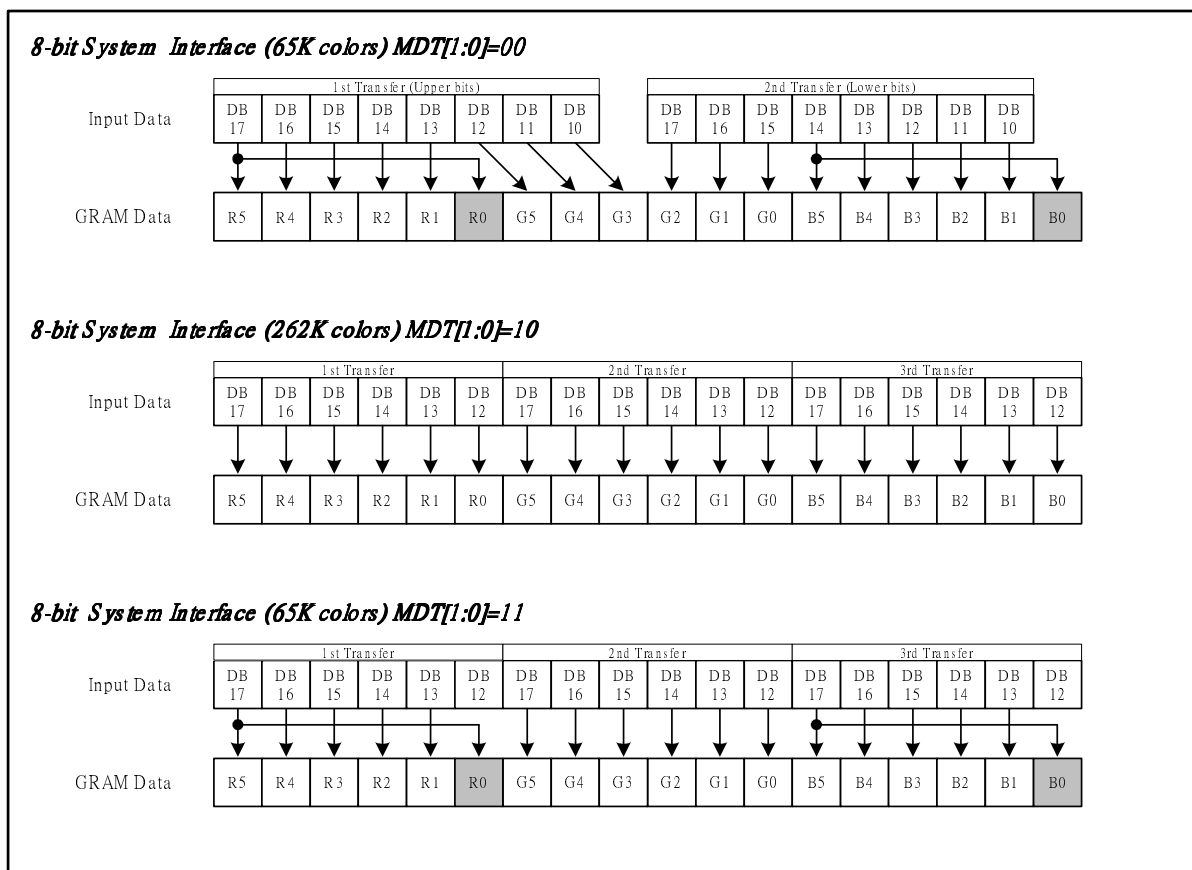 8-bit System Interface (65K colors) MDT[1:0]=00
1st Transfer (Upper bits) 2nd Transfer (Lower bits)
Input Data DB 17 DB 16 DB 15 DB 14 DB 13 DB 12 DB 11 DB 10 DB 17 DB 16 DB 15 DB 14 DB 13 DB 12 DB 11 DB 10
GRAM Data R5 R4 R3 R2 R1 R0 G5 G4 G3 G2 G1 G0 B5 B4 B3 B2 B1 B0
8-bit System Interface (262K colors) MDT[1:0]=10
1st Transfer 2nd Transfer 3rd Transfer
Input Data DB 17 DB 16 DB 15 DB 14 DB 13 DB 12 DB 17 DB 16 DB 15 DB 14 DB 13 DB 12 DB 17 DB 16 DB 15 DB 14 DB 13 DB 12
GRAM Data R5 R4 R3 R2 R1 R0 G5 G4 G3 G2 G1 G0 B5 B4 B3 B2 B1 B0
8-bit System Interface (65K colors) MDT[1:0]=11
1st Transfer 2nd Transfer 3rd Transfer
Input Data DB 17 DB 16 DB 15 DB 14 DB 13 DB 12 DB 17 DB 16 DB 15 DB 14 DB 13 DB 12 DB 17 DB 16 DB 15 DB 14 DB 13 DB 12
GRAM Data R5 R4 R3 R2 R1 R0 G5 G4 G3 G2 G1 G0 B5 B4 B3 B2 B1 B0